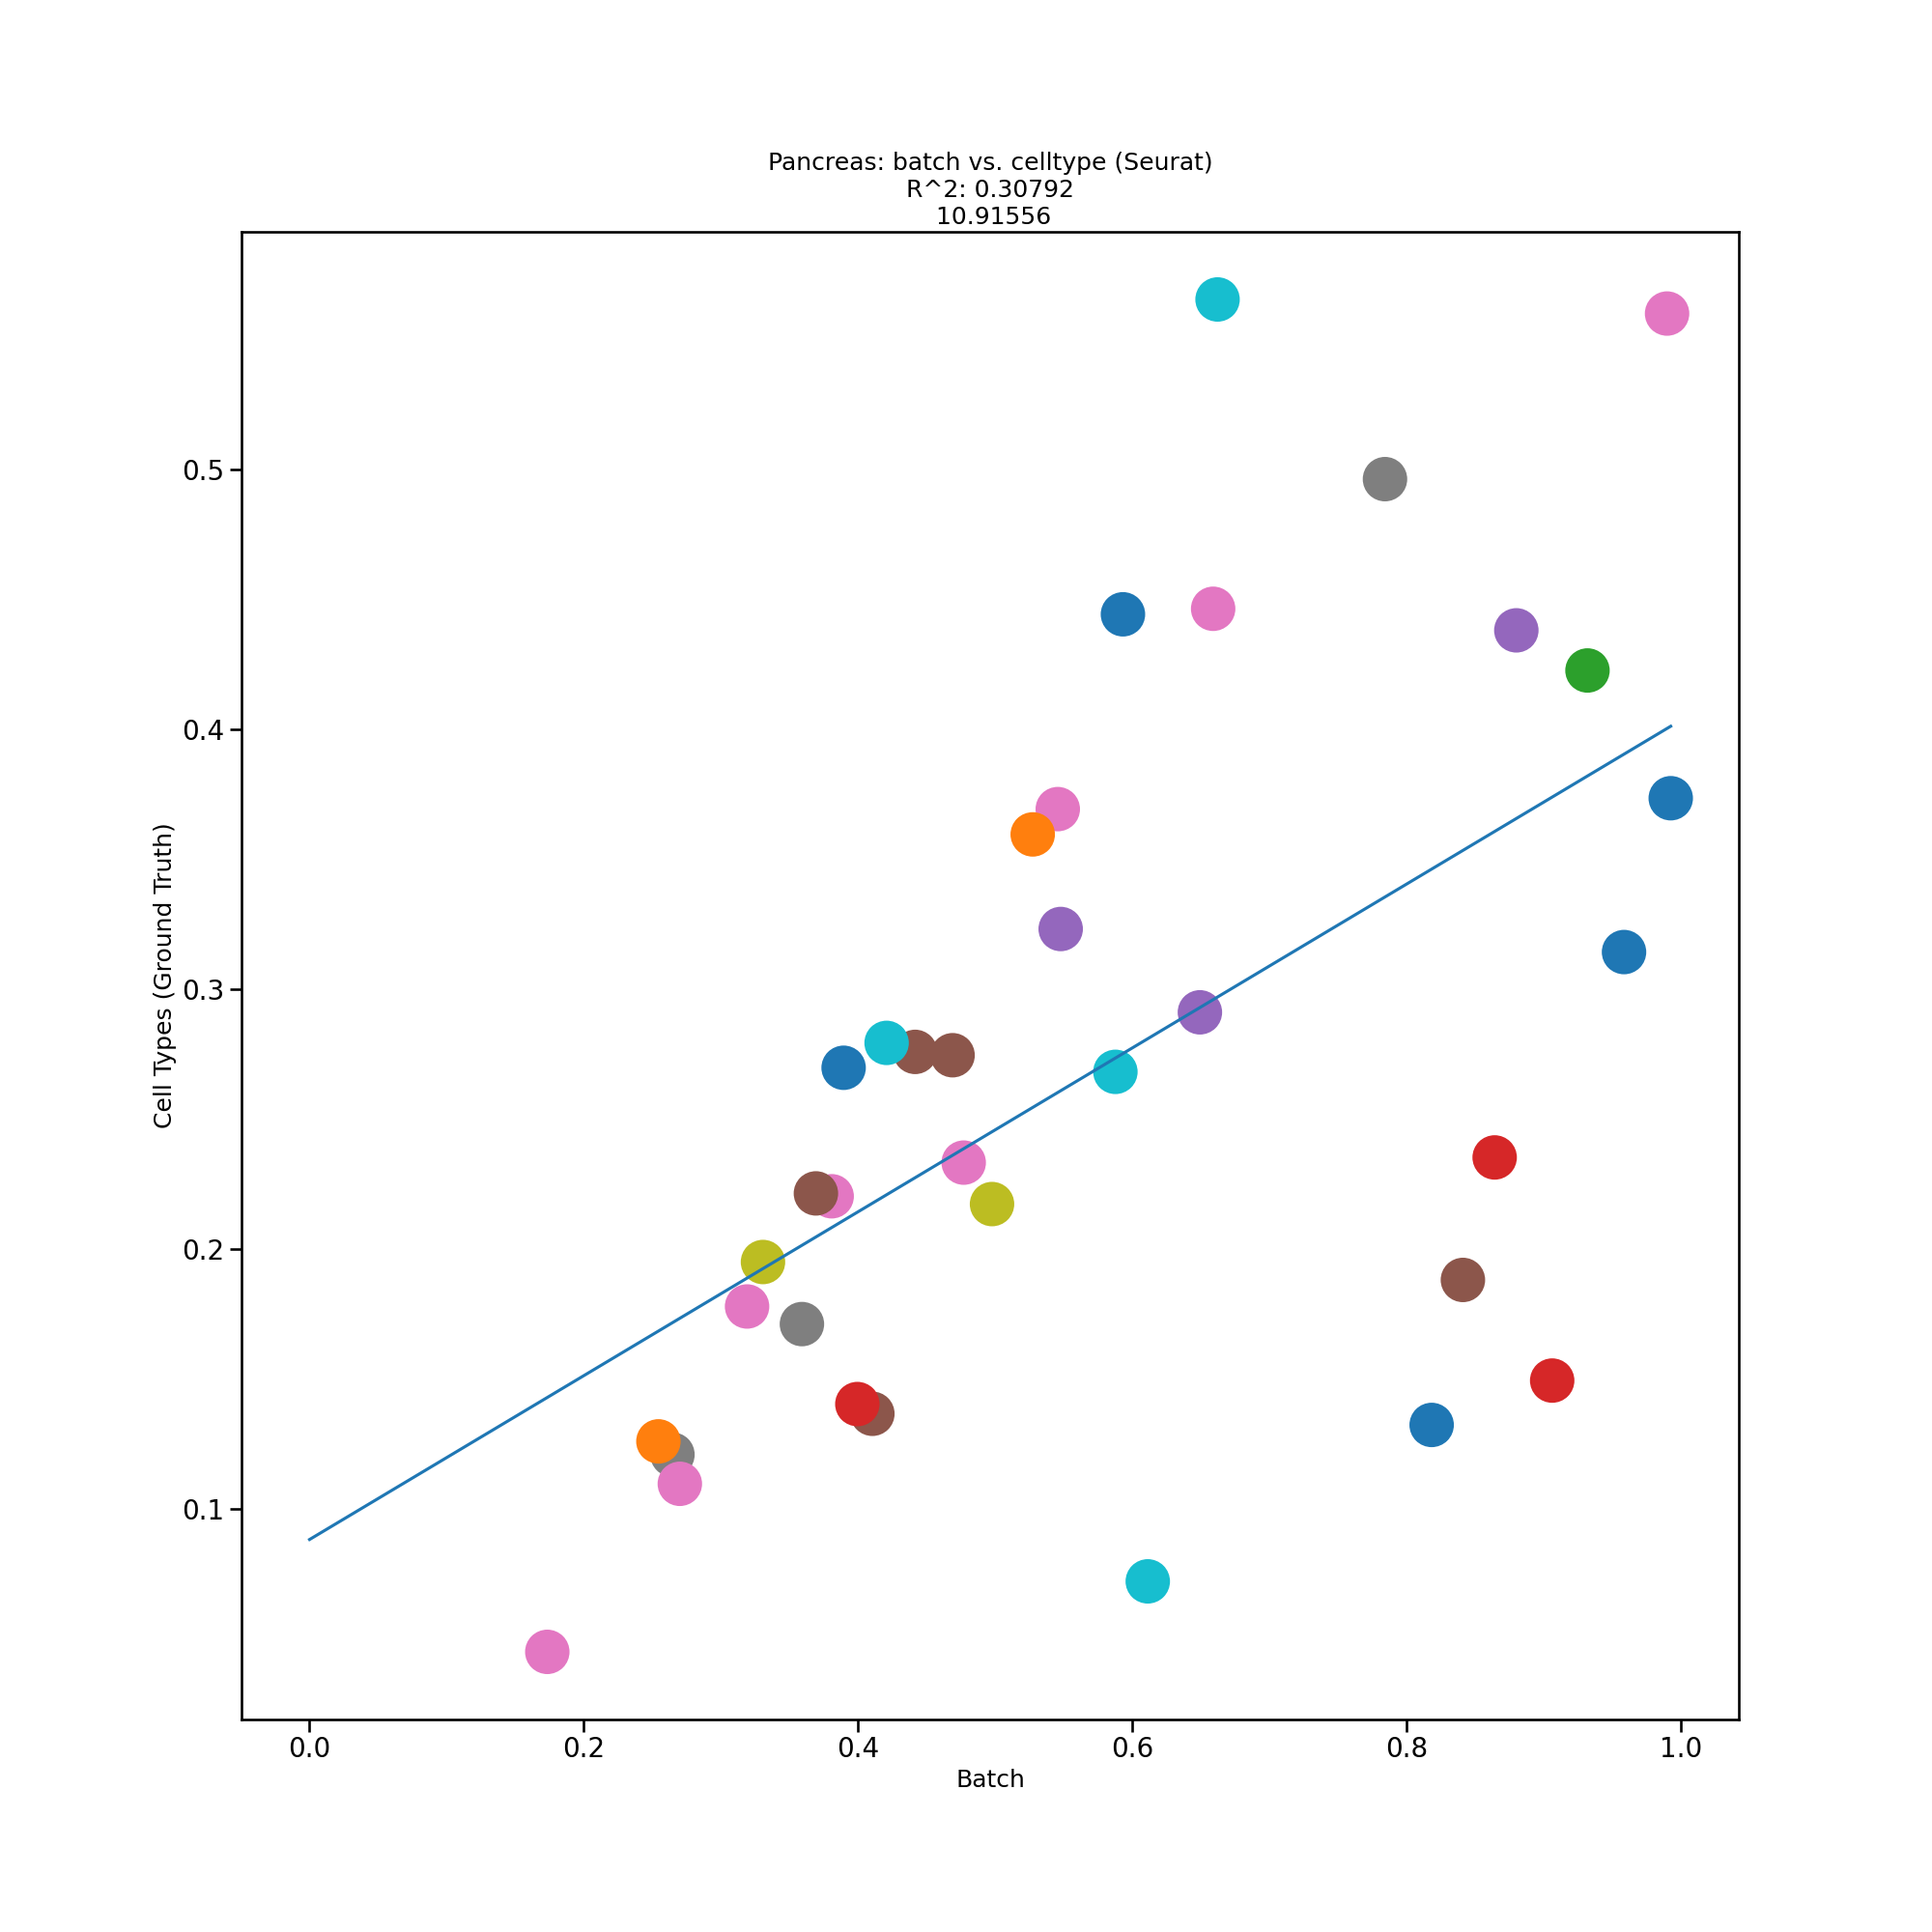 Pancreas: batch vs. celltype (Seurat)
R^2: 0.30792
10.91556
Cell Types (Ground Truth)
0.5
0.4
0.3
0.2
0.1
0.0 0.2 0.4 0.6 0.8 1.0
Batch